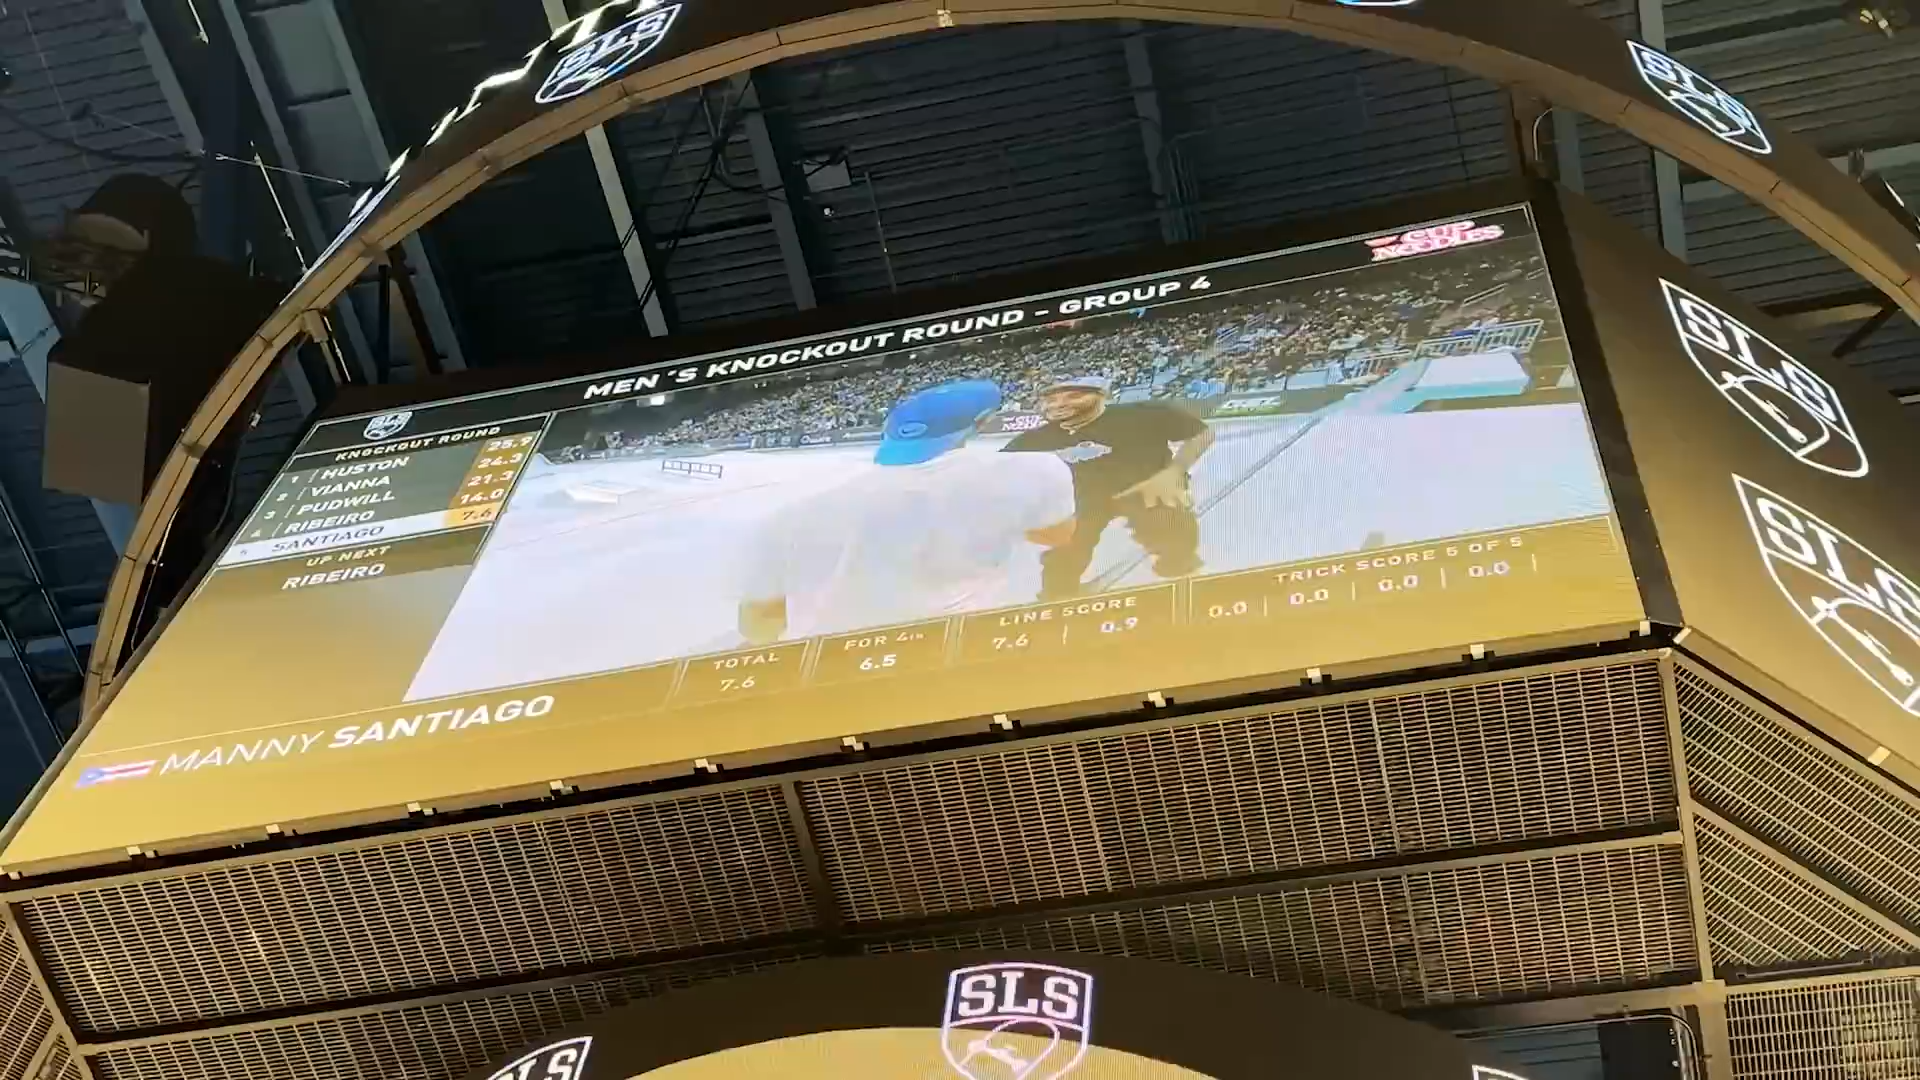 SLS
SLS
CUP
NOODLES
MEN 'S KNOCKOUT ROUND - GROUP 4
SLS
KNOCKOUT ROUND
1 / HUSTON 25.9
2 / VIANNA 24.3
3 / PUDWILL 21.3
4 / RIBEIRO 14.0
5 SANTIAGO 7.6
UP NEXT
RIBEIRO
MANNY SANTIAGO
TOTAL
7.6
FOR 4TH
6.5
LINE SCORE
7.6 | 0.9
TRICK SCORE 5 OF 5
0.0 | 0.0 | 0.0 | 0.0 |
SLS
SLS
SLS
SLS